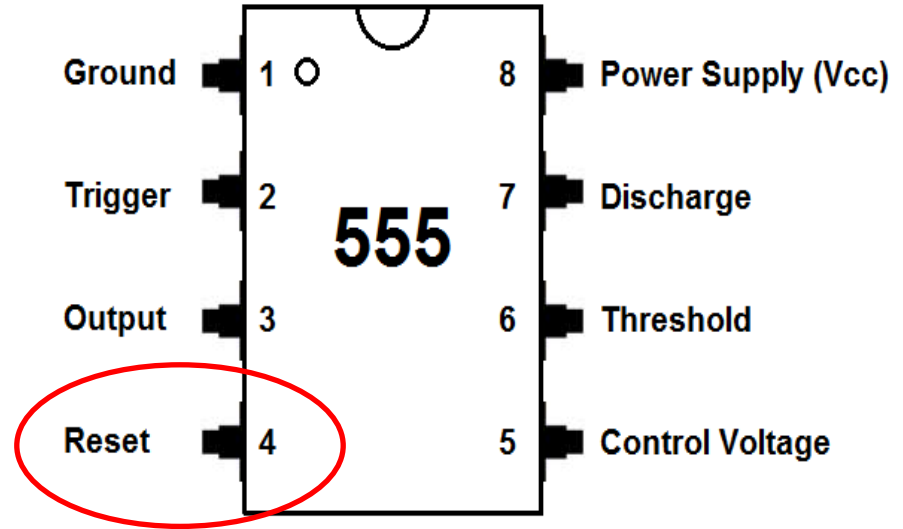 Ground 1 8 Power Supply (Vcc)
Trigger 2 7 Discharge
555
Output 3 6 Threshold
Reset 4 5 Control Voltage